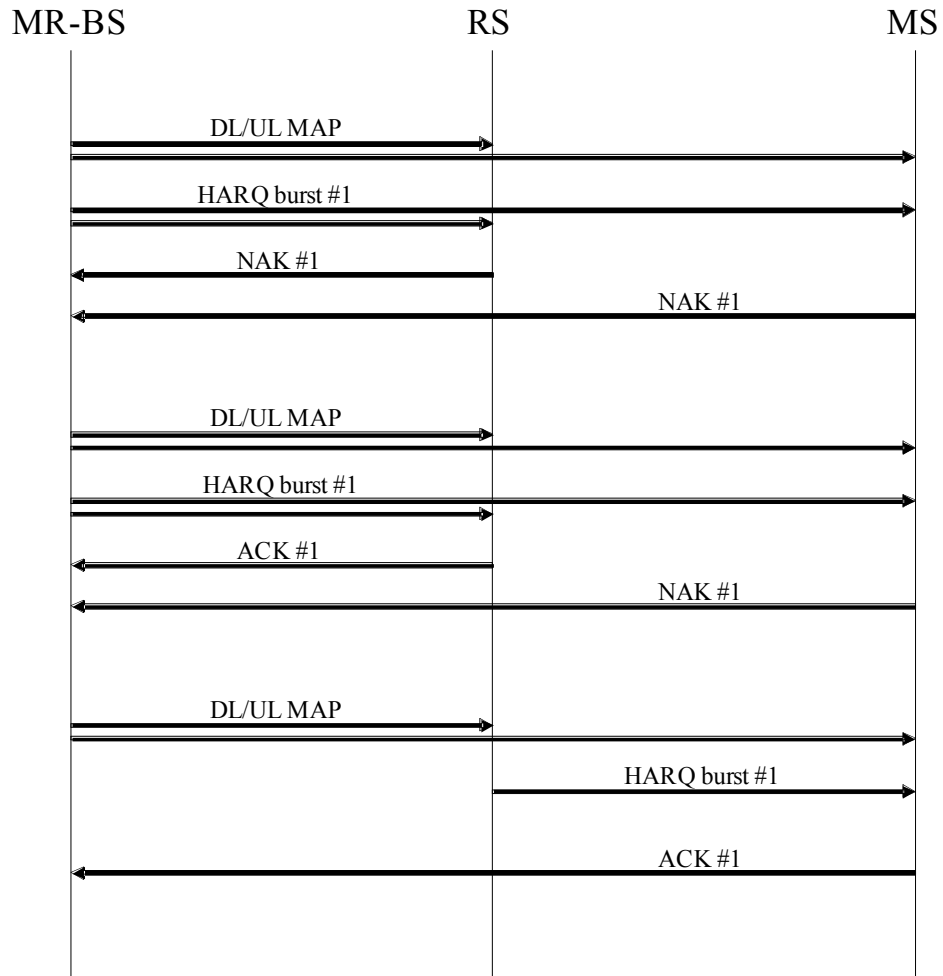 MR-BS RS MS
DL/UL MAP
HARQ burst #1
NAK #1
NAK #1
DL/UL MAP
HARQ burst #1
ACK #1
NAK #1
DL/UL MAP
HARQ burst #1
ACK #1